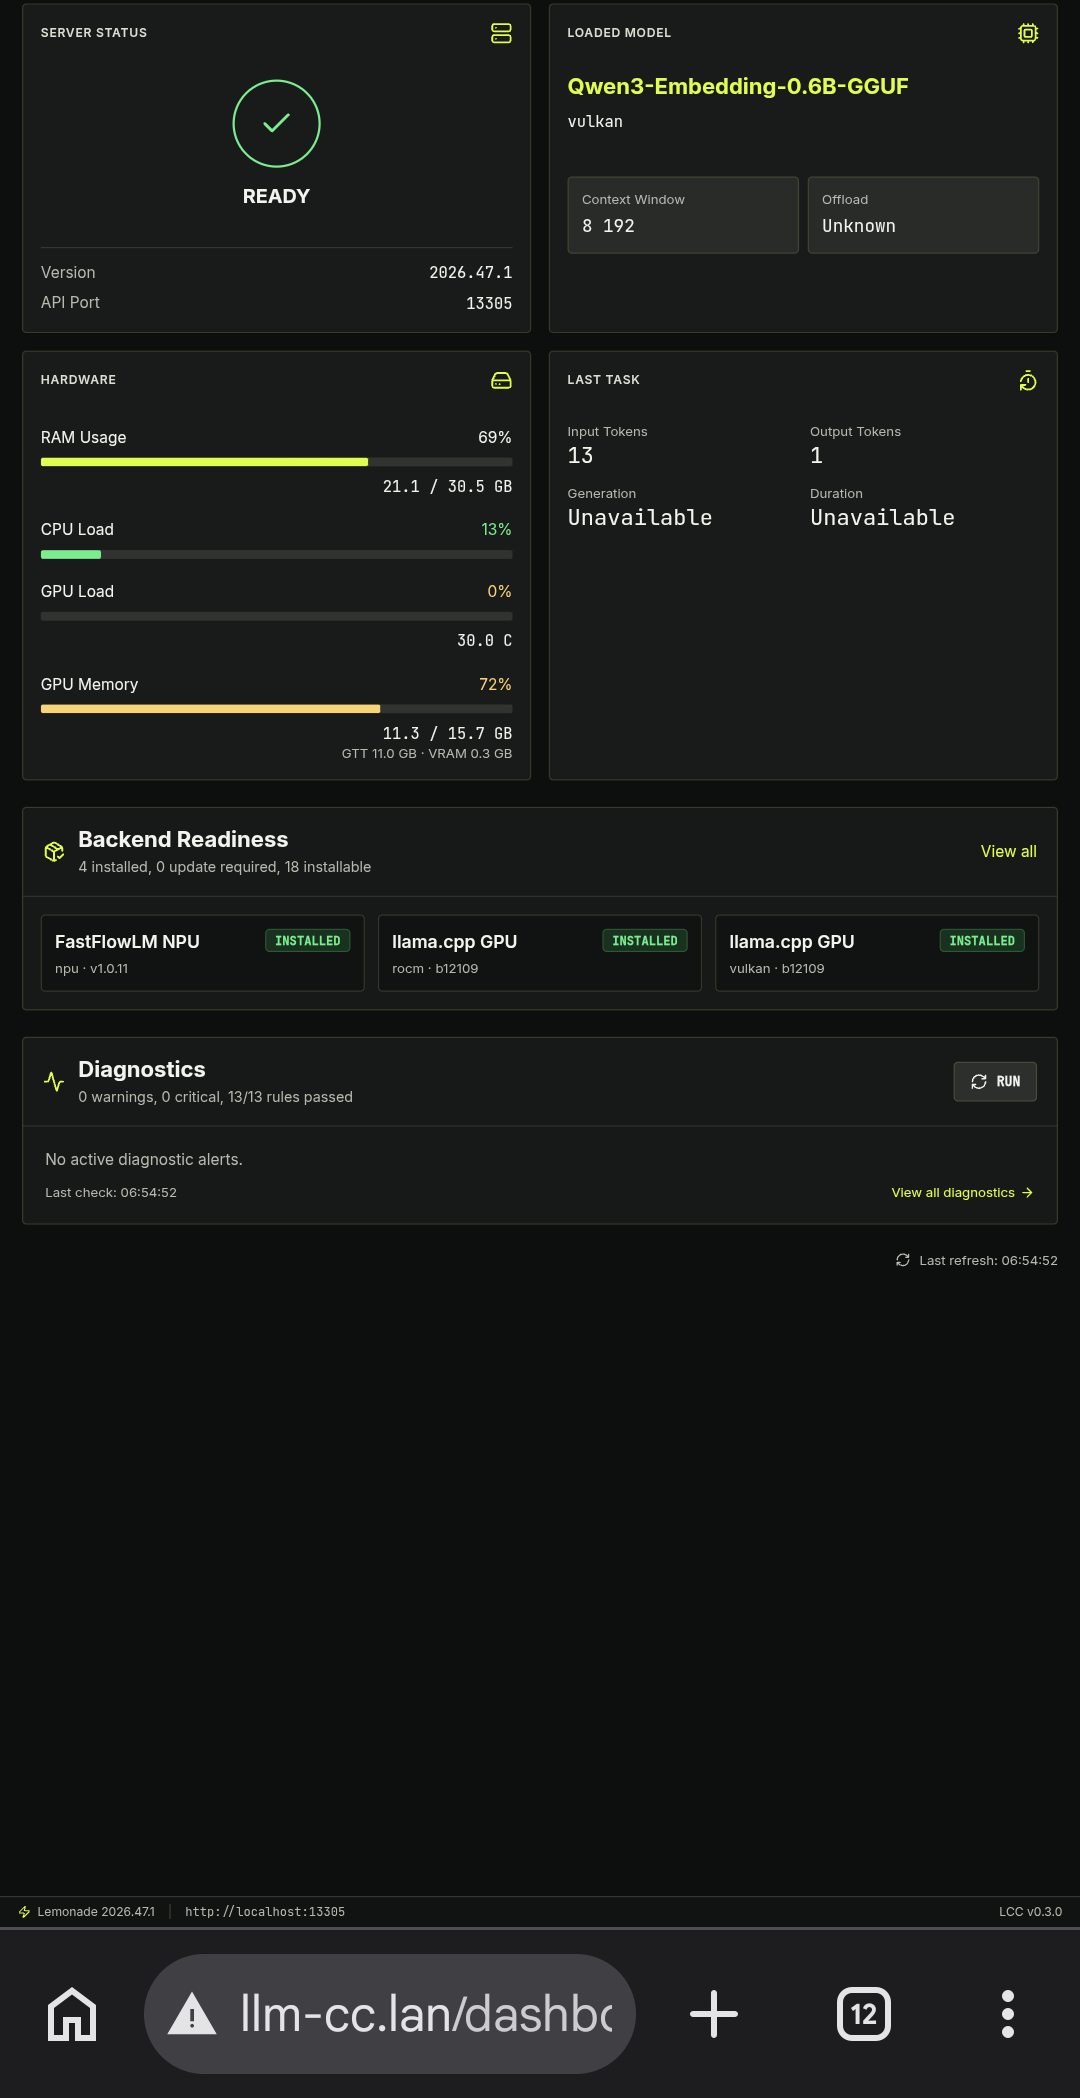 SERVER STATUS
READY
Version 2026.47.1
API Port 13305
LOADED MODEL
Qwen3-Embedding-0.6B-GGUF
vulkan
Context Window
8 192
Offload
Unknown
HARDWARE
RAM Usage 69%
21.1 / 30.5 GB
CPU Load 13%
GPU Load 0%
30.0 C
GPU Memory 72%
11.3 / 15.7 GB
GTT 11.0 GB · VRAM 0.3 GB
LAST TASK
Input Tokens
13
Output Tokens
1
Generation
Unavailable
Duration
Unavailable
Backend Readiness
4 installed, 0 update required, 18 installable
View all
FastFlowLM NPU INSTALLED
npu · v1.0.11
llama.cpp GPU INSTALLED
rocm · b12109
llama.cpp GPU INSTALLED
vulkan · b12109
Diagnostics
0 warnings, 0 critical, 13/13 rules passed
RUN
No active diagnostic alerts.
Last check: 06:54:52
View all diagnostics →
Last refresh: 06:54:52
Lemonade 2026.47.1 http://localhost:13305 LCC v0.3.0
llm-cc.lan/dashbo
12